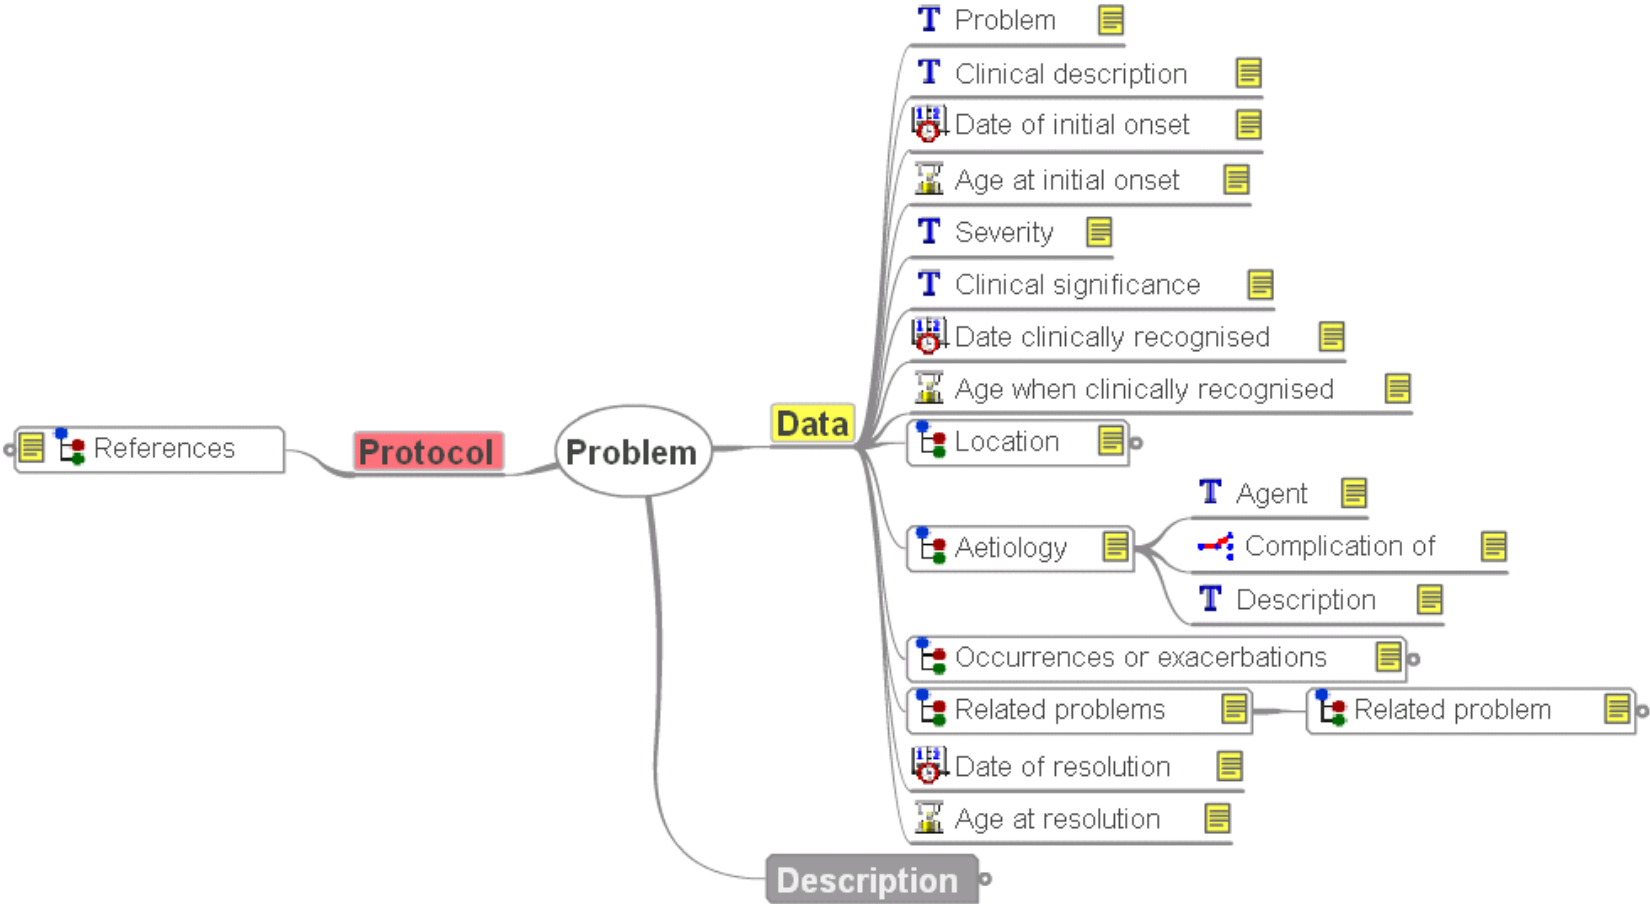 Problem
Clinical description
Date of initial onset
Age at initial onset
Severity
Clinical significance
Date clinically recognised
Age when clinically recognised
Data
References
Protocol
Problem
Location
Agent
Aetiology
Complication of
Description
Occurrences or exacerbations
Related problems
Related problem
Date of resolution
Age at resolution
Description